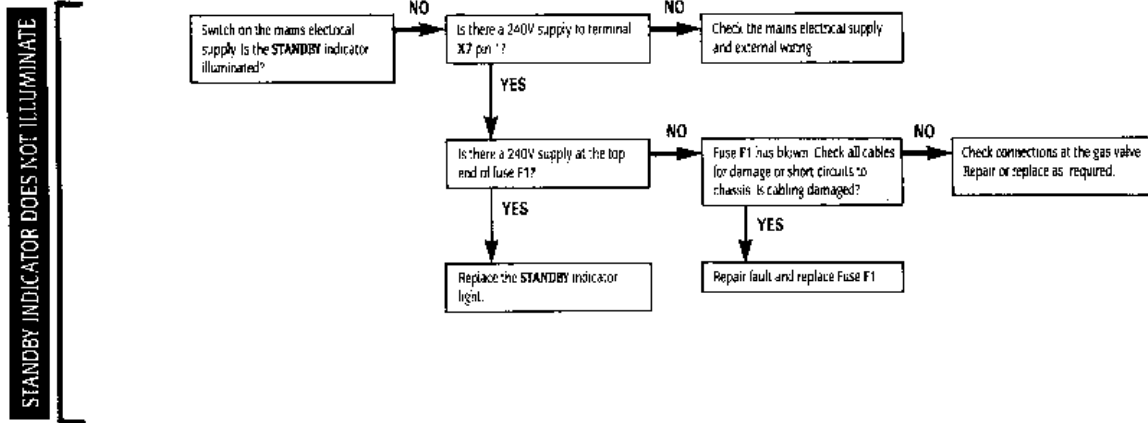 STANDBY INDICATOR DOES NOT ILLUMINATE
Switch on the mains electrical
supply. Is the STANDBY indicator
illuminated?
NO
Is there a 240V supply to terminal
X7 pin 1?
NO
Check the mains electrical supply
and external wiring
YES
Is there a 240V supply at the top
end of fuse F1?
NO
Fuse F1 has blown. Check all cables
for damage or short circuits to
chassis. Is cabling damaged?
NO
Check connections at the gas valve
Repair or replace as required.
YES
Replace the STANDBY indicator
light.
YES
Repair fault and replace Fuse F1